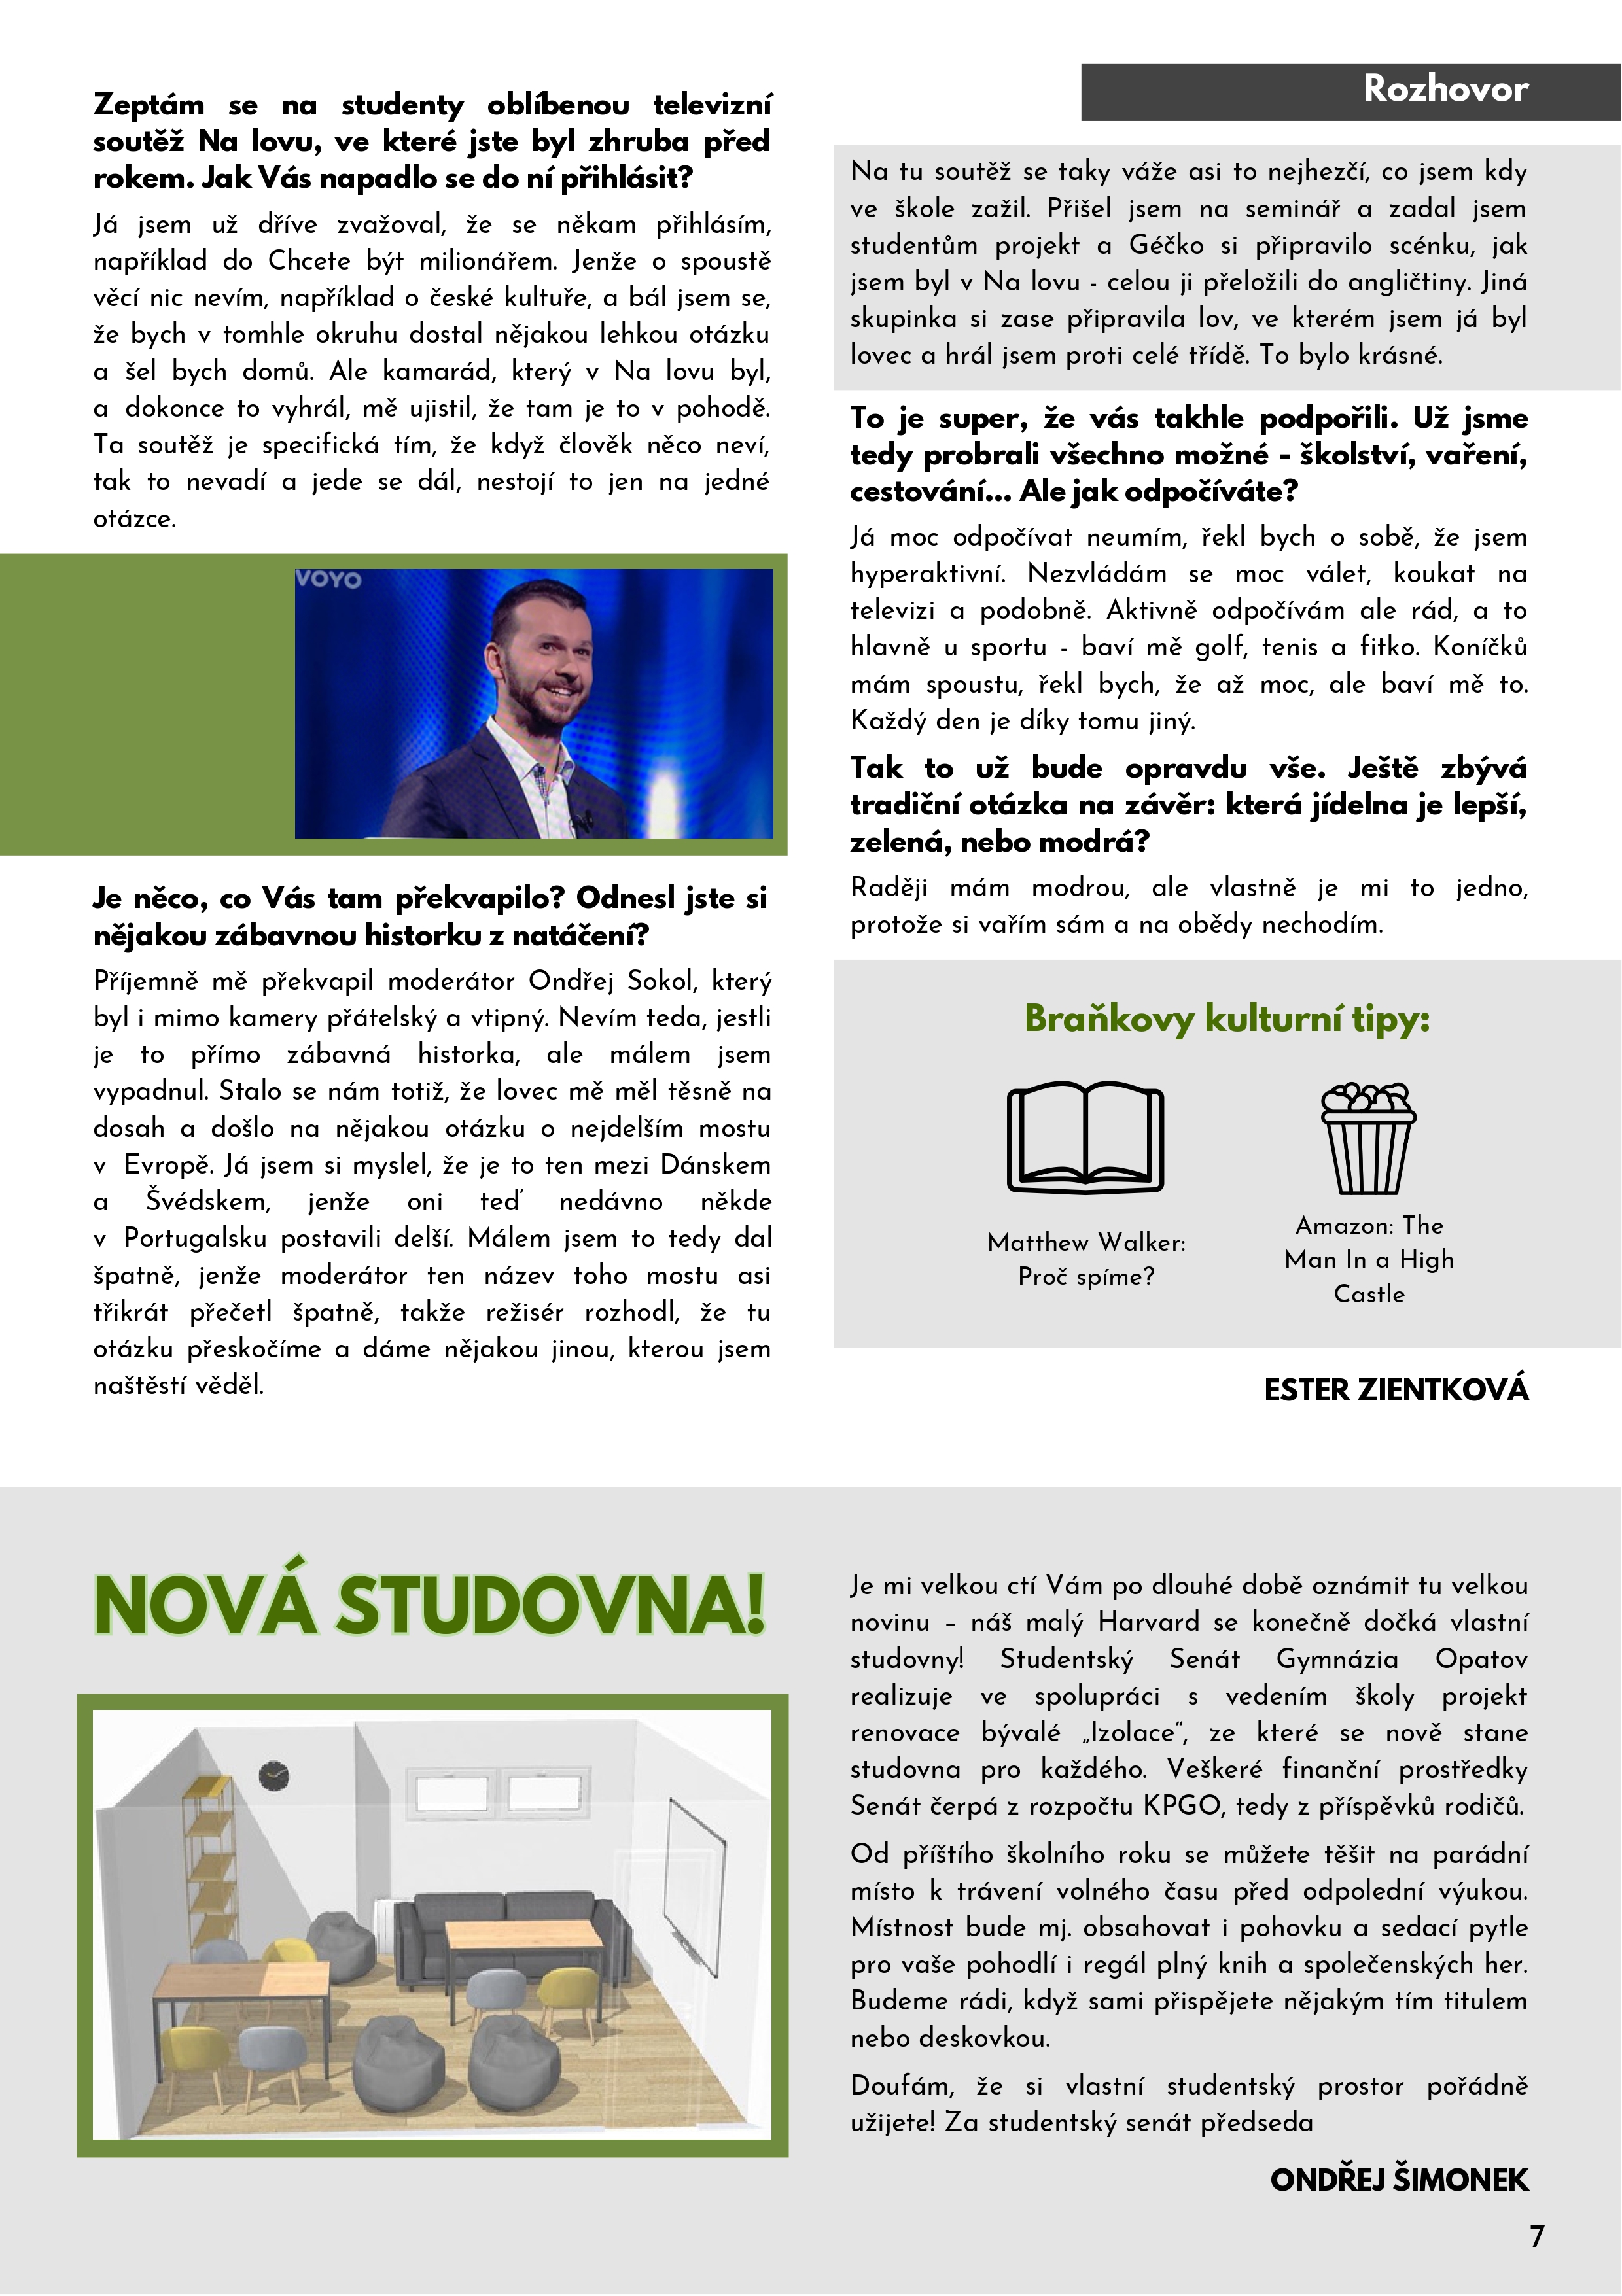 Rozhovor
Zeptám se na studenty oblíbenou televizní
soutěž Na lovu, ve které jste byl zhruba před
rokem. Jak Vás napadlo se do ní přihlásit?
Já jsem už dříve zvažoval, že se někam přihlásím,
například do Chcete být milionářem. Jenže o spoustě
věcí nic nevím, například o české kultuře, a bál jsem se,
že bych v tomhle okruhu dostal nějakou lehkou otázku
a šel bych domů. Ale kamarád, který v Na lovu byl,
a dokonce to vyhrál, mě ujistil, že tam je to v pohodě.
Ta soutěž je specifická tím, že když člověk něco neví,
tak to nevadí a jede se dál, nestojí to jen na jedné
otázce.
VOYO
Je něco, co Vás tam překvapilo? Odnesl jste si
nějakou zábavnou historku z natáčení?
Příjemně mě překvapil moderátor Ondřej Sokol, který
byl i mimo kamery přátelský a vtipný. Nevím teda, jestli
je to přímo zábavná historka, ale málem jsem
vypadnul. Stalo se nám totiž, že lovec mě měl těsně na
dosah a došlo na nějakou otázku o nejdelším mostu
v Evropě. Já jsem si myslel, že je to ten mezi Dánskem
a Švédskem, jenže oni teď nedávno někde
v Portugalsku postavili delší. Málem jsem to tedy dal
špatně, jenže moderátor ten název toho mostu asi
třikrát přečetl špatně, takže režisér rozhodl, že tu
otázku přeskočíme a dáme nějakou jinou, kterou jsem
naštěstí věděl.
Na tu soutěž se taky váže asi to nejhezčí, co jsem kdy
ve škole zažil. Přišel jsem na seminář a zadal jsem
studentům projekt a Géčko si připravilo scénku, jak
jsem byl v Na lovu - celou ji přeložili do angličtiny. Jiná
skupinka si zase připravila lov, ve kterém jsem já byl
lovec a hrál jsem proti celé třídě. To bylo krásné.
To je super, že vás takhle podpořili. Už jsme
tedy probrali všechno možné - školství, vaření,
cestování... Ale jak odpočíváte?
Já moc odpočívat neumím, řekl bych o sobě, že jsem
hyperaktivní. Nezvládám se moc válet, koukat na
televizi a podobně. Aktivně odpočívám ale rád, a to
hlavně u sportu - baví mě golf, tenis a fitko. Koníčků
mám spoustu, řekl bych, že až moc, ale baví mě to.
Každý den je díky tomu jiný.
Tak to už bude opravdu vše. Ještě zbývá
tradiční otázka na závěr: která jídelna je lepší,
zelená, nebo modrá?
Raději mám modrou, ale vlastně je mi to jedno,
protože si vařím sám a na obědy nechodím.
Braňkovy kulturní tipy:
Matthew Walker:
Proč spíme?
Amazon: The
Man In a High
Castle
ESTER ZIENTKOVÁ
NOVÁ STUDOVNA!
Je mi velkou ctí Vám po dlouhé době oznámit tu velkou
novinu – náš malý Harvard se konečně dočká vlastní
studovny! Studentský Senát Gymnázia Opatov
realizuje ve spolupráci s vedením školy projekt
renovace bývalé „Izolace“, ze které se nově stane
studovna pro každého. Veškeré finanční prostředky
Senát čerpá z rozpočtu KPGO, tedy z příspěvků rodičů.
Od příštího školního roku se můžete těšit na parádní
místo k trávení volného času před odpolední výukou.
Místnost bude mj. obsahovat i pohovku a sedací pytle
pro vaše pohodlí i regál plný knih a společenských her.
Budeme rádi, když sami přispějete nějakým tím titulem
nebo deskovkou.
Doufám, že si vlastní studentský prostor pořádně
užijete! Za studentský senát předseda
ONDŘEJ ŠIMONEK
7